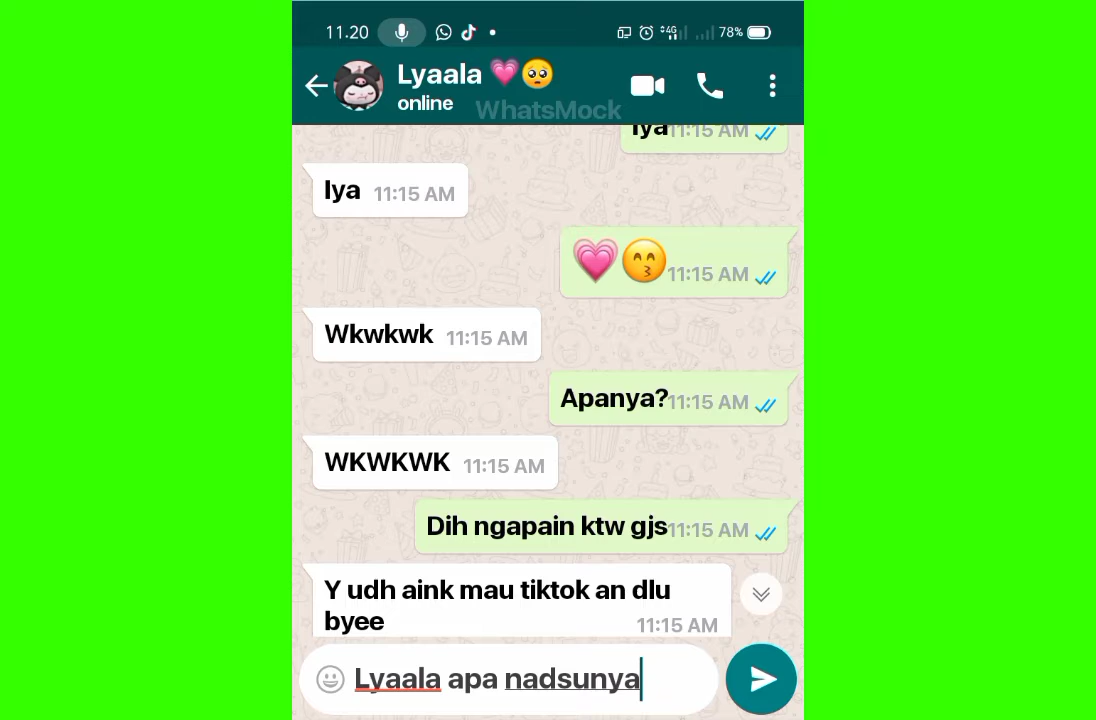 11.20
4G
78%
Lyaala 💗🥺
online
WhatsMock
Iya 11:15 AM
Iya 11:15 AM
💗😙 11:15 AM
Wkwkwk 11:15 AM
Apanya? 11:15 AM
WKWKWK 11:15 AM
Dih ngapain ktw gjs 11:15 AM
Y udh aink mau tiktok an dlu
byee 11:15 AM
Lyaala apa nadsunya